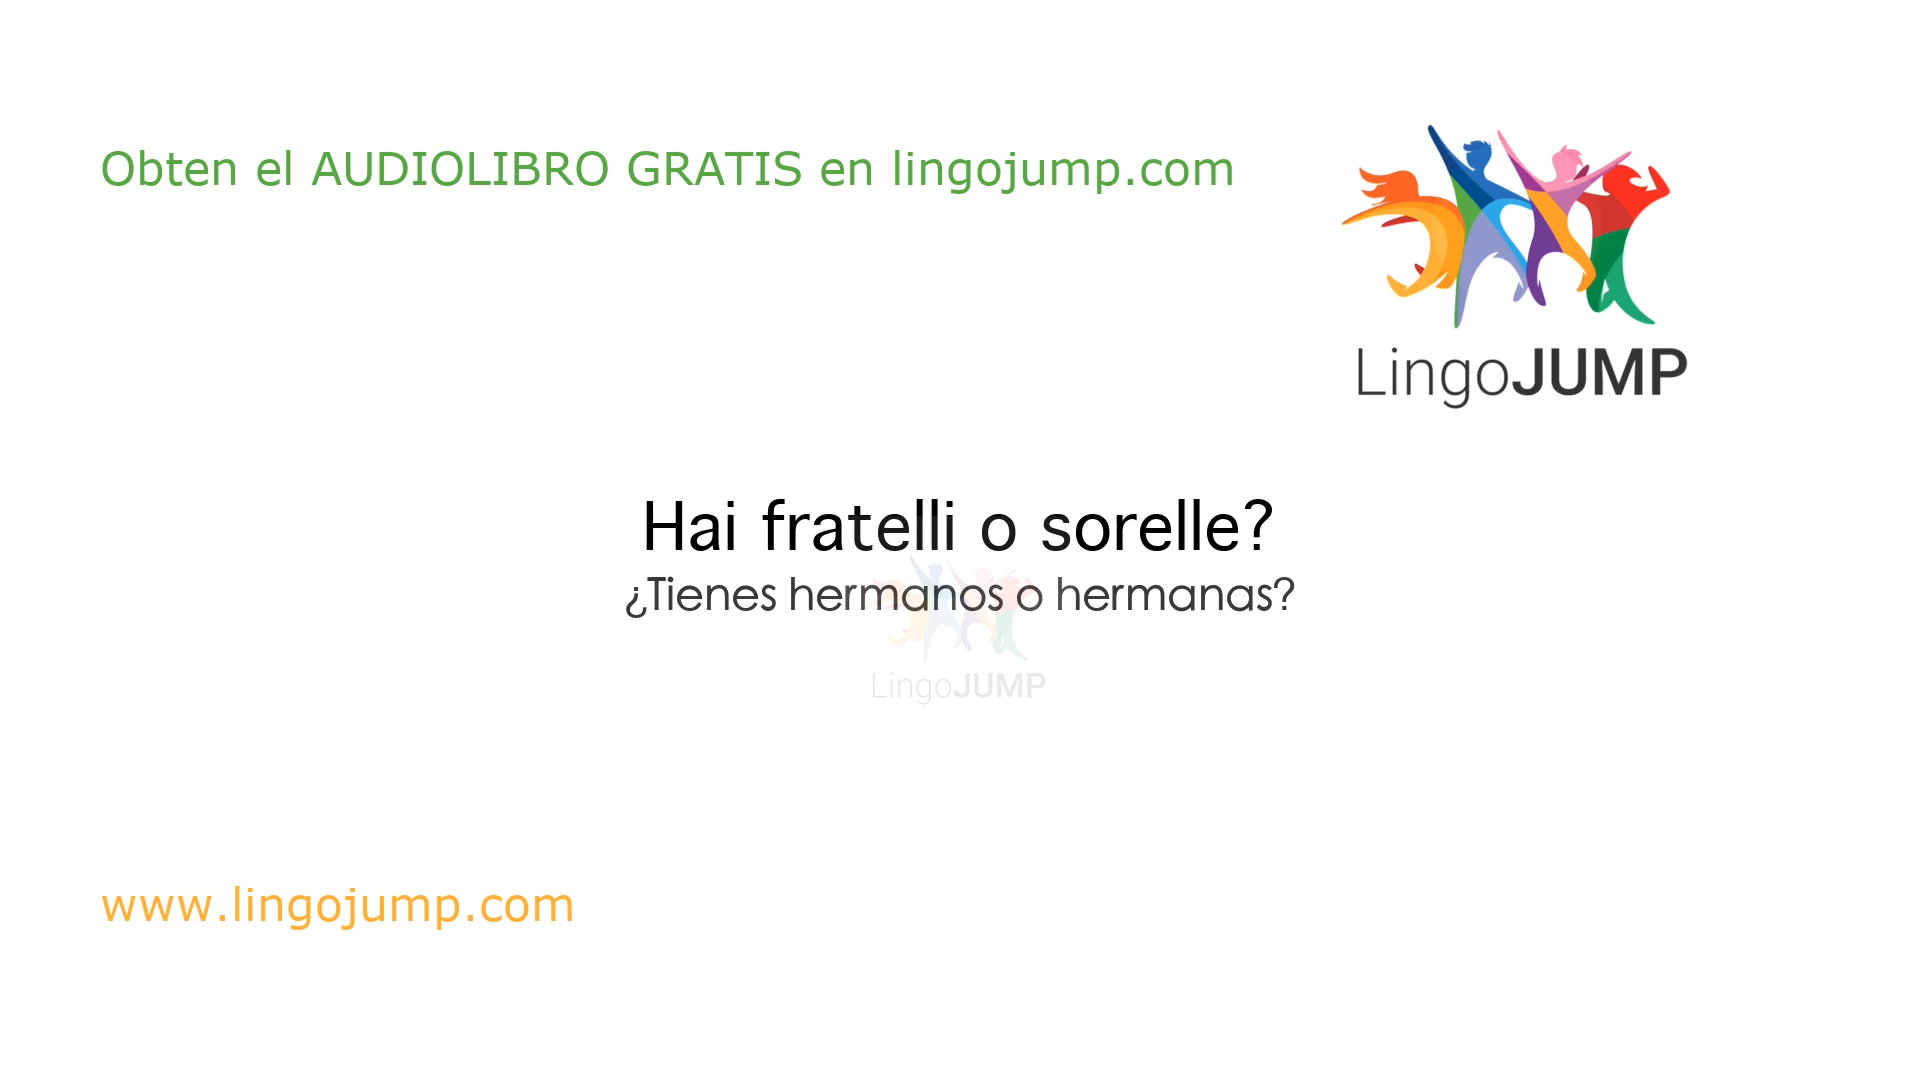 Obten el AUDIOLIBRO GRATIS en lingojump.com
LingoJUMP
Hai fratelli o sorelle?
¿Tienes hermanos o hermanas?
LingoJUMP
www.lingojump.com